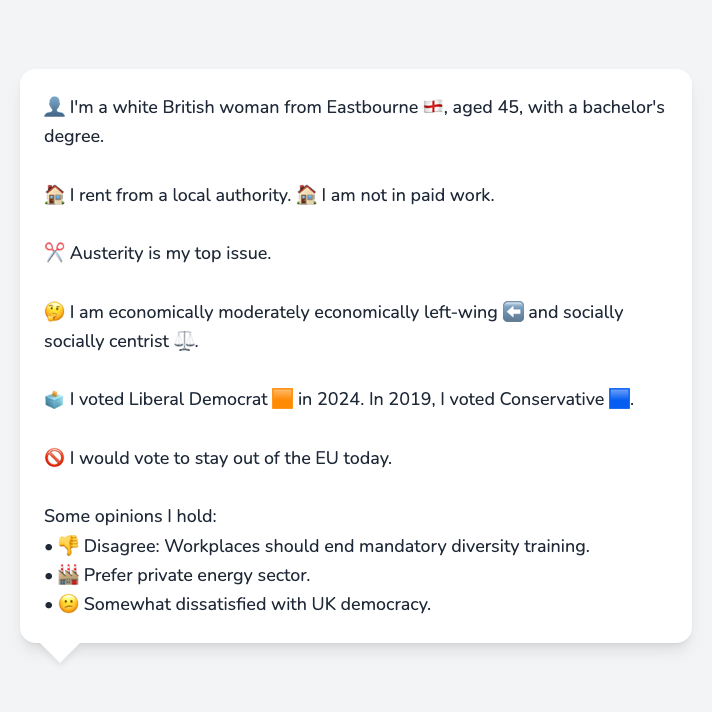 👤 I'm a white British woman from Eastbourne 🏴󠁧󠁢󠁥󠁮󠁧󠁿, aged 45, with a bachelor's
degree.
🏠 I rent from a local authority. 🏠 I am not in paid work.
✂️ Austerity is my top issue.
🤔 I am economically moderately economically left-wing ⬅️ and socially
socially centrist ⚖️.
🗳️ I voted Liberal Democrat 🟧 in 2024. In 2019, I voted Conservative 🟦.
🚫 I would vote to stay out of the EU today.
Some opinions I hold:
• 👎 Disagree: Workplaces should end mandatory diversity training.
• 🏭 Prefer private energy sector.
• 😕 Somewhat dissatisfied with UK democracy.